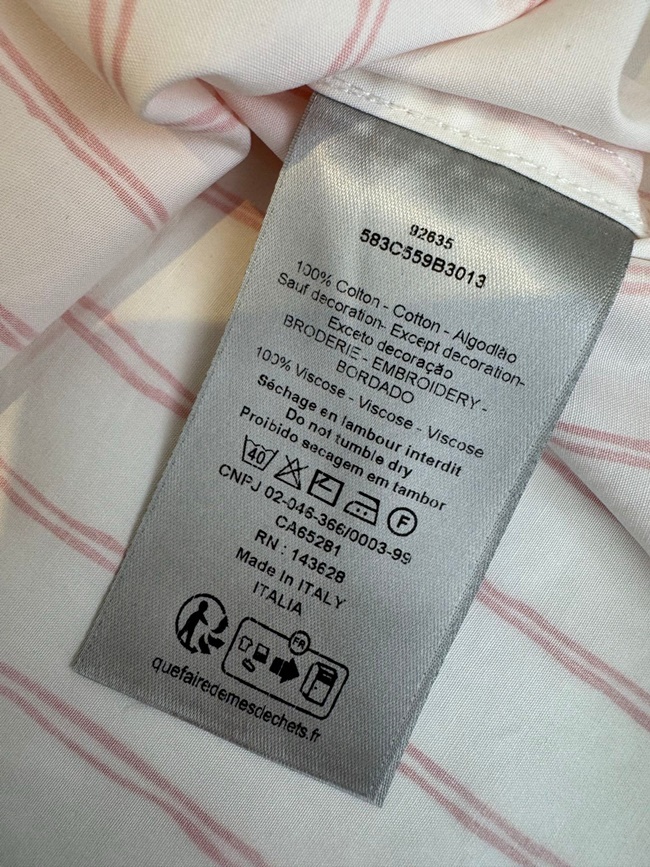 92635
583C559B3013
100% Coton - Cotton - Algodão
Sauf decoration- Except decoration-
Exceto decoração
BRODERIE - EMBROIDERY -
BORDADO
100% Viscose - Viscose - Viscose
Séchage en tambour interdit
Do not tumble dry
Proibido secagem em tambor
40 F
CNPJ 02-046-366/0003-99
CA65281
RN : 143628
Made in ITALY
ITALIA
FR
quefairedemesdechets.fr